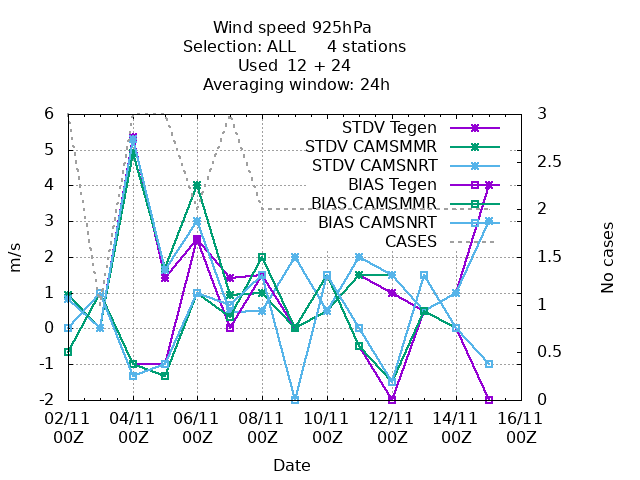 Wind speed 925hPa
Selection: ALL      4 stations
Used  12 + 24
Averaging window: 24h
STDV Tegen
STDV CAMSMMR
STDV CAMSNRT
BIAS Tegen
BIAS CAMSMMR
BIAS CAMSNRT
CASES
6
5
4
3
2
1
0
-1
-2
m/s
3
2.5
2
1.5
1
0.5
0
No cases
02/11 04/11 06/11 08/11 10/11 12/11 14/11 16/11
00Z 00Z 00Z 00Z 00Z 00Z 00Z 00Z
Date